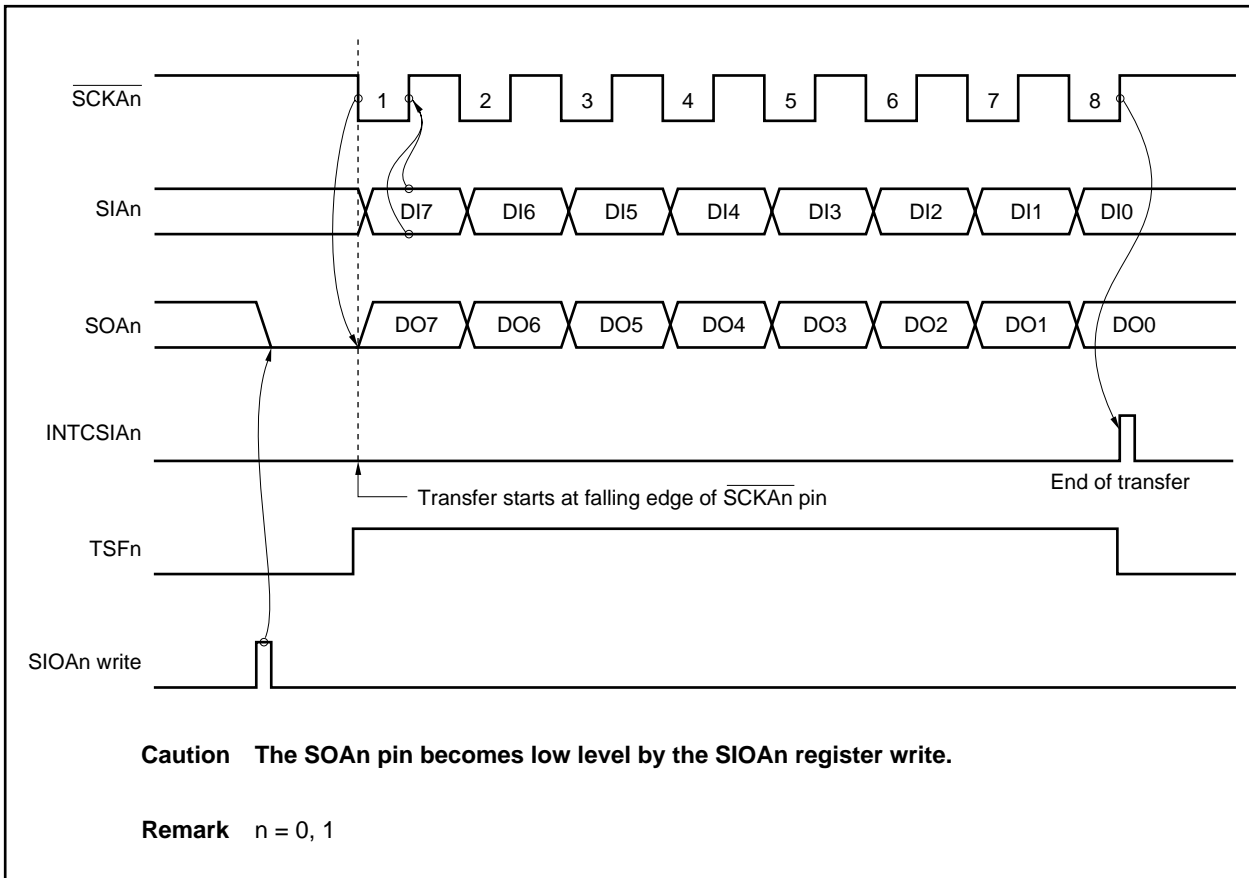 SCKAn
1 2 3 4 5 6 7 8
SIAn
DI7 DI6 DI5 DI4 DI3 DI2 DI1 DI0
SOAn
DO7 DO6 DO5 DO4 DO3 DO2 DO1 DO0
INTCSIAn
End of transfer
Transfer starts at falling edge of SCKAn pin
TSFn
SIOAn write
Caution The SOAn pin becomes low level by the SIOAn register write.
Remark n = 0, 1